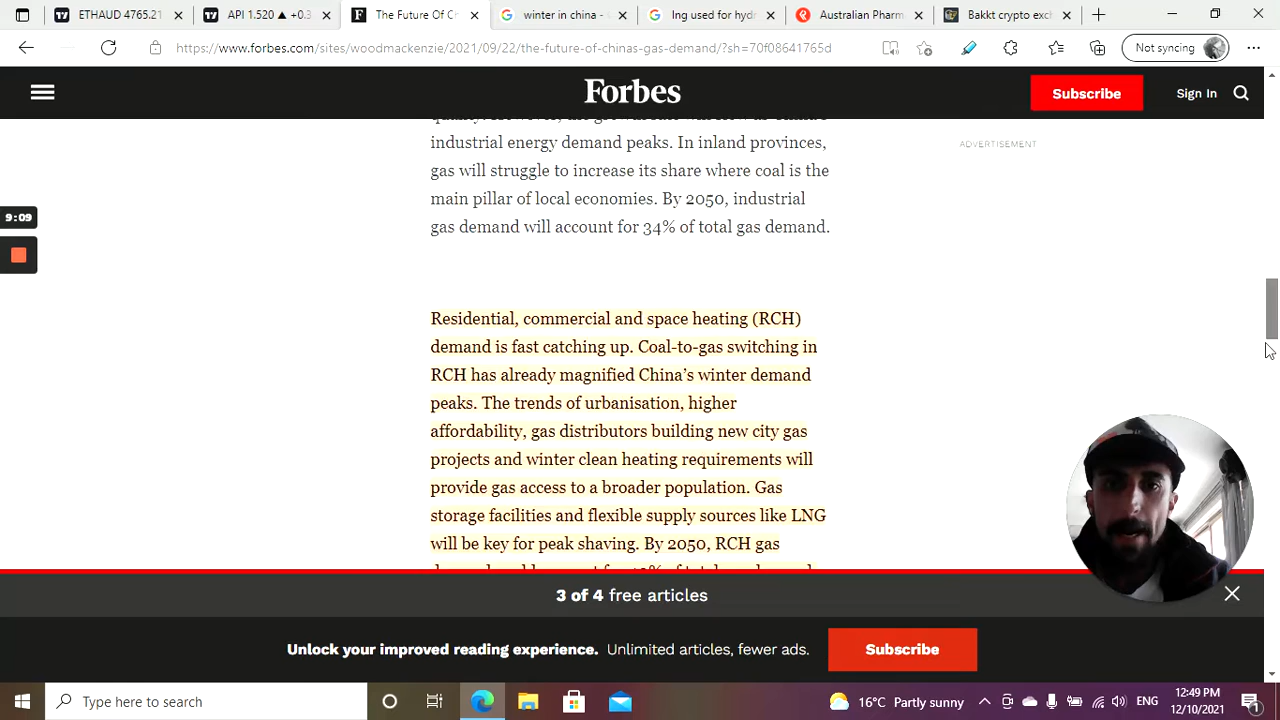 ETHAUD 4765.21
API 1.520 ▲ +0.3
The Future Of Ch
winter in china -
lng used for hydr
Australian Pharm
Bakkt crypto exc
https://www.forbes.com/sites/woodmackenzie/2021/09/22/the-future-of-chinas-gas-demand/?sh=70f08641765d
Not syncing
Forbes
Subscribe
Sign In
industrial energy demand peaks. In inland provinces,
gas will struggle to increase its share where coal is the
main pillar of local economies. By 2050, industrial
gas demand will account for 34% of total gas demand.
ADVERTISEMENT
9:09
Residential, commercial and space heating (RCH)
demand is fast catching up. Coal-to-gas switching in
RCH has already magnified China's winter demand
peaks. The trends of urbanisation, higher
affordability, gas distributors building new city gas
projects and winter clean heating requirements will
provide gas access to a broader population. Gas
storage facilities and flexible supply sources like LNG
will be key for peak shaving. By 2050, RCH gas
3 of 4 free articles
Unlock your improved reading experience. Unlimited articles, fewer ads.
Subscribe
Type here to search
16°C Partly sunny
ENG
12:49 PM
12/10/2021
1